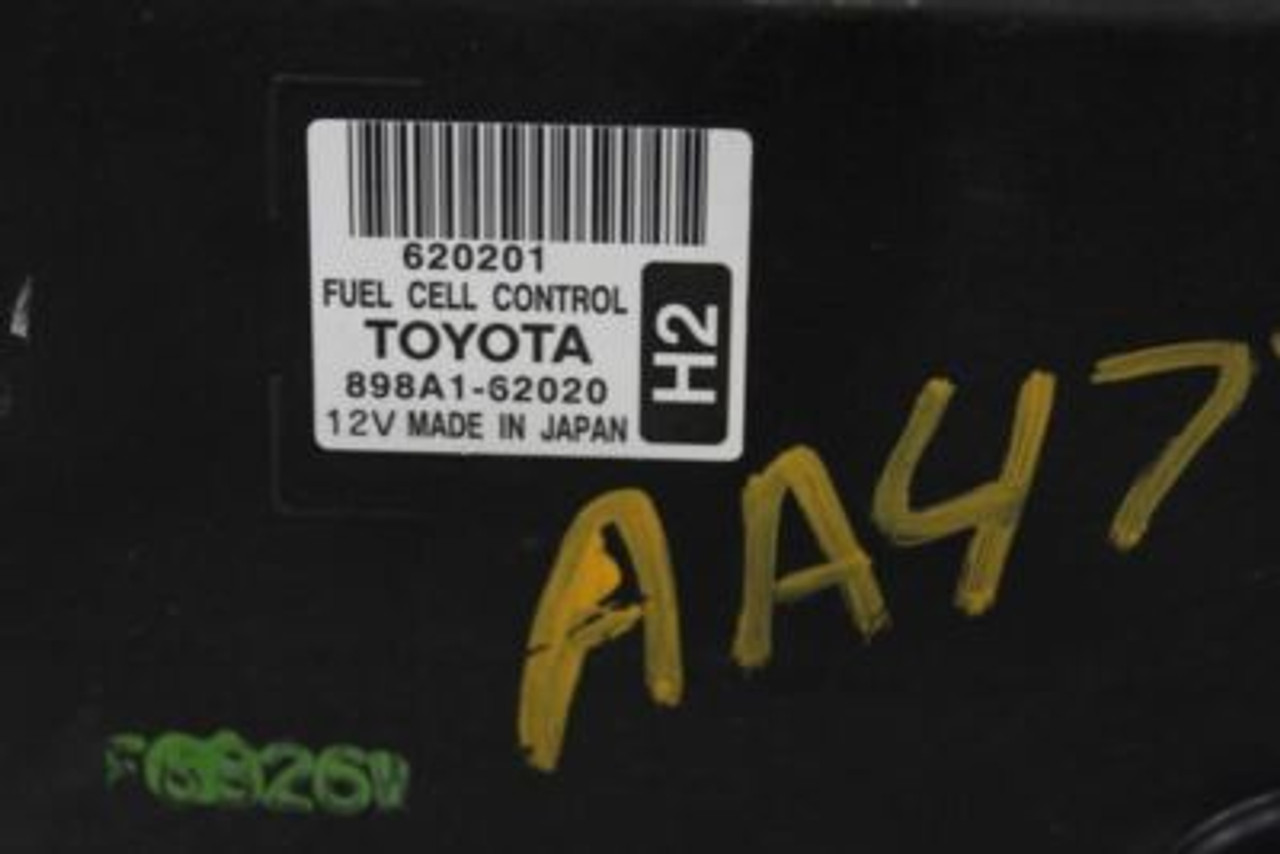 620201
FUEL CELL CONTROL
TOYOTA
898A1-62020
12V MADE IN JAPAN
H2
AA47